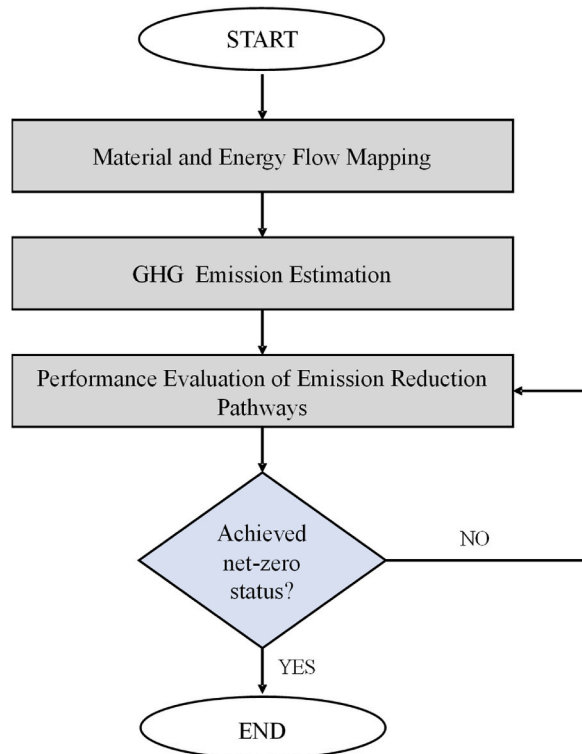 START
Material and Energy Flow Mapping
GHG Emission Estimation
Performance Evaluation of Emission Reduction
Pathways
Achieved
net-zero
status?
NO
YES
END